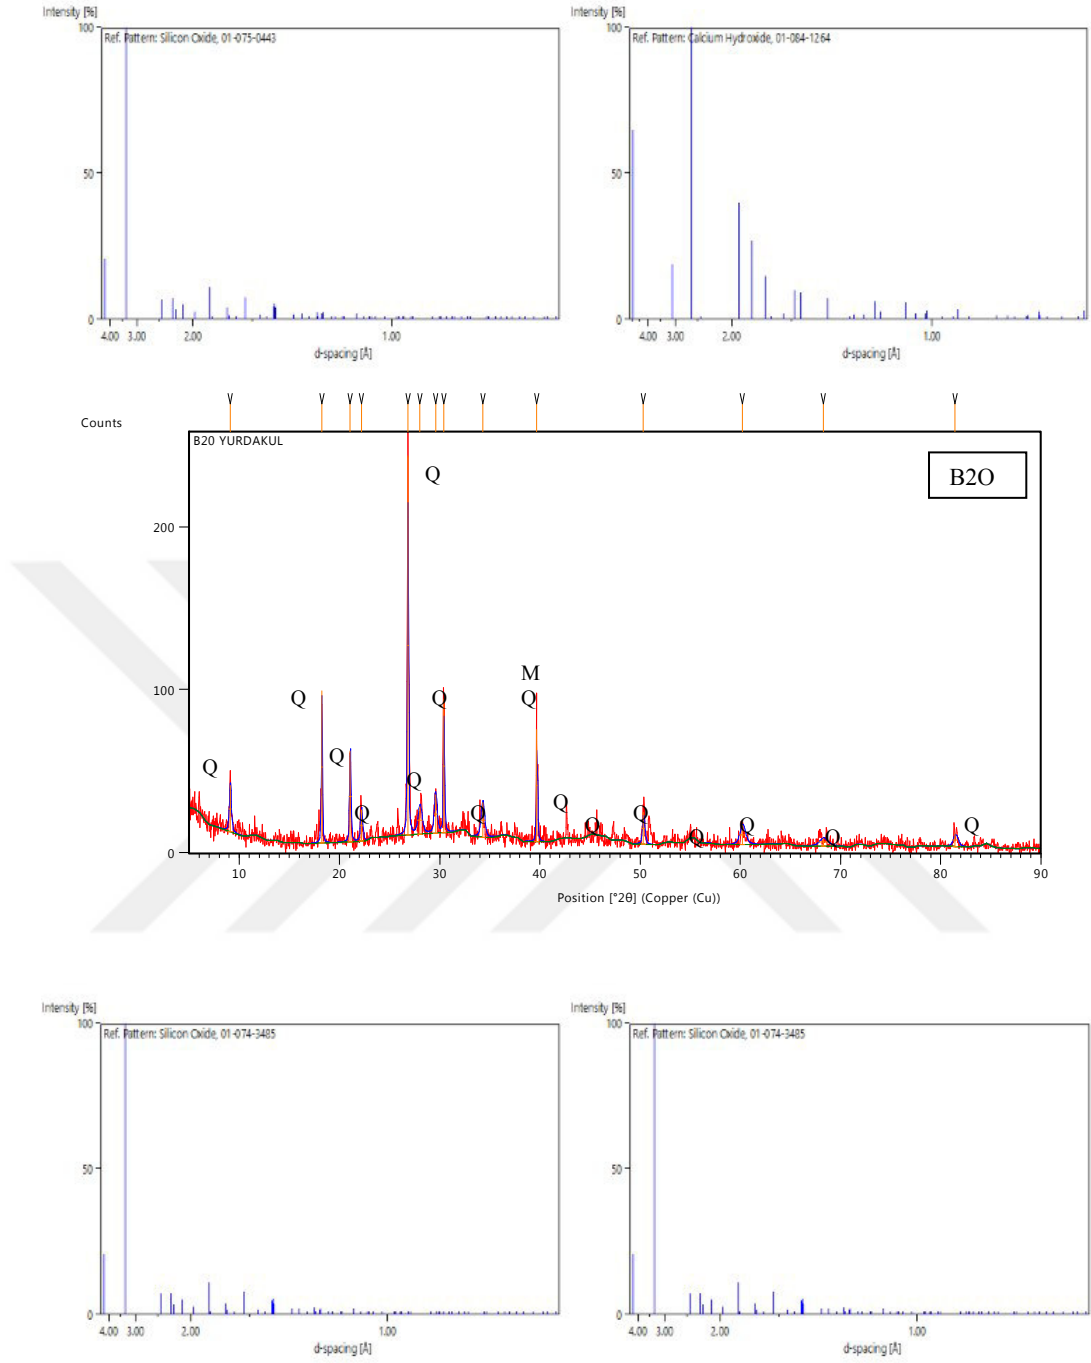 Intensity [%]
100
Ref. Pattern: Silicon Oxide, 01-075-0443
50
0
4.00 3.00 2.00 1.00
d-spacing [Å]
Intensity [%]
100
Ref. Pattern: Calcium Hydroxide, 01-084-1264
50
0
4.00 3.00 2.00 1.00
d-spacing [Å]
Counts
B20 YURDAKUL
B2O
Q
200
M
100
Q Q Q
Q
Q Q
Q Q Q Q Q
Q Q Q Q
0
10 20 30 40 50 60 70 80 90
Position [°2θ] (Copper (Cu))
Intensity [%]
100
Ref. Pattern: Silicon Oxide, 01-074-3485
50
0
4.00 3.00 2.00 1.00
d-spacing [Å]
Intensity [%]
100
Ref. Pattern: Silicon Oxide, 01-074-3485
50
0
4.00 3.00 2.00 1.00
d-spacing [Å]